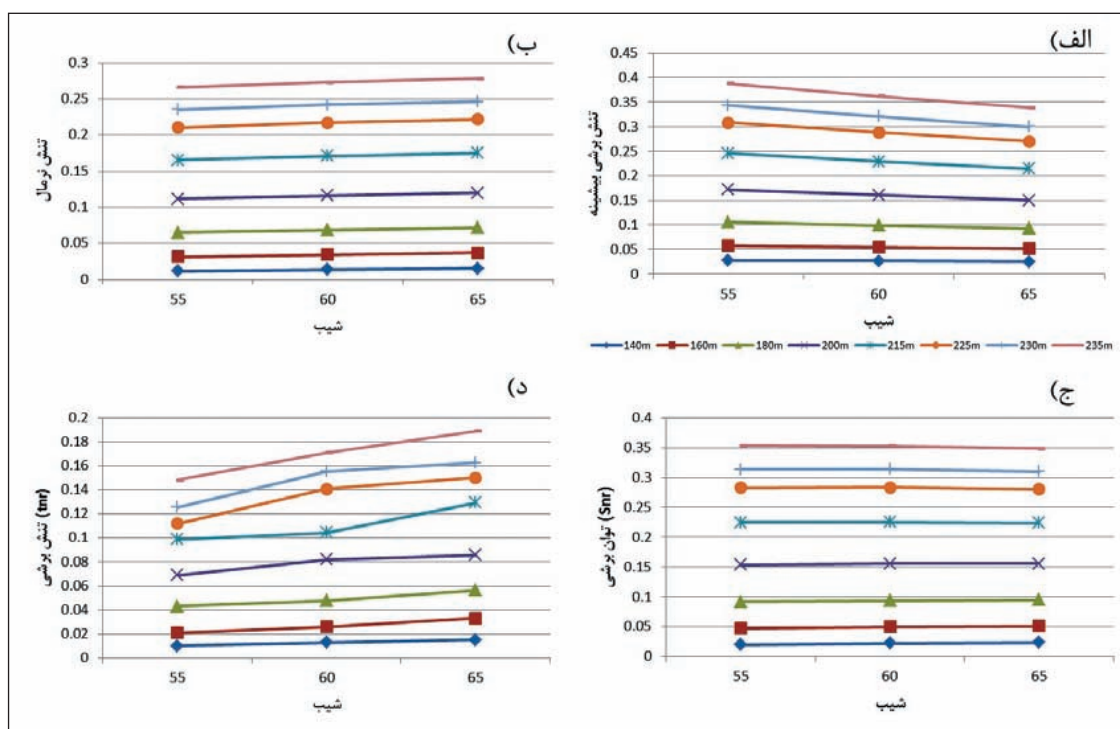 الف)
0.45
0.4
0.35
0.3
0.25
0.2
0.15
0.1
0.05
0
تنش برشی بیشینه
55 60 65
شیب
ب)
0.3
0.25
0.2
0.15
0.1
0.05
0
تنش نرمال
55 60 65
شیب
140m 160m 180m 200m 215m 225m 230m 235m
ج)
0.4
0.35
0.3
0.25
0.2
0.15
0.1
0.05
0
توان برشی (Snr)
55 60 65
شیب
د)
0.2
0.18
0.16
0.14
0.12
0.1
0.08
0.06
0.04
0.02
0
تنش برشی (tnr)
55 60 65
شیب